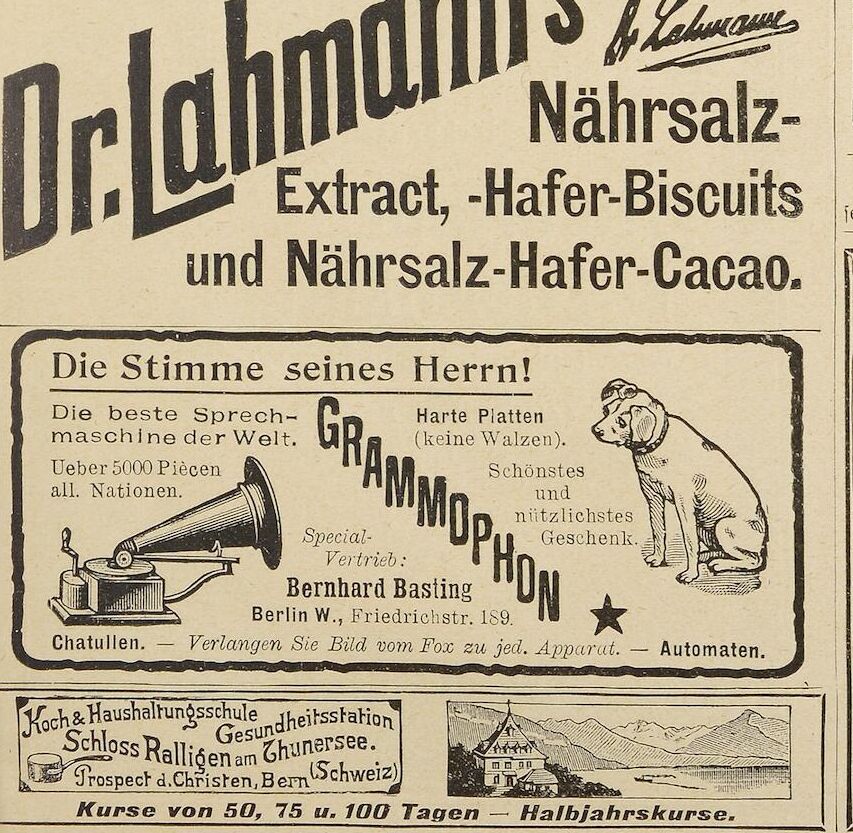 Dr. Lahmann's
Dr Lahmann
Nährsalz-
Extract, -Hafer-Biscuits
und Nährsalz-Hafer-Cacao.
Die Stimme seines Herrn!
Die beste Sprech-
maschine der Welt.
Ueber 5000 Piècen
all. Nationen.
GRAMMOPHON
Harte Platten
(keine Walzen).
Schönstes
und
nützlichstes
Geschenk.
Special-
Vertrieb:
Bernhard Basting
Berlin W., Friedrichstr. 189.
Chatullen. — Verlangen Sie Bild vom Fox zu jed. Apparat. — Automaten.
Koch & Haushaltungsschule
Gesundheitsstation
Schloss Ralligen am Thunersee.
Prospect d. Christen, Bern (Schweiz)
Kurse von 50, 75 u. 100 Tagen — Halbjahrskurse.